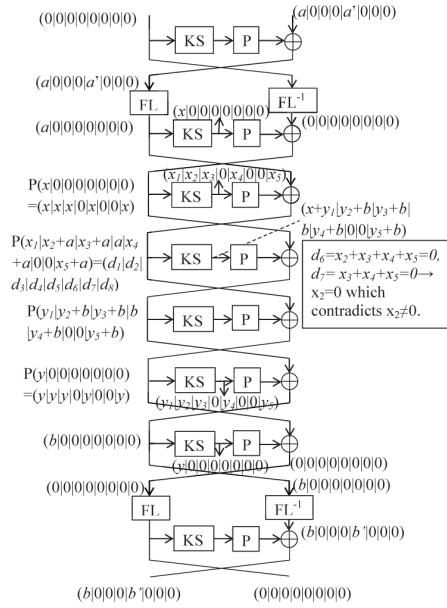 (0|0|0|0|0|0|0|0)
(a|0|0|0|a'|0|0|0)
KS
P
(a|0|0|0|a'|0|0|0)
FL
FL⁻¹
(x|0|0|0|0|0|0|0)
(a|0|0|0|0|0|0|0)
KS
P
(0|0|0|0|0|0|0|0)
(x₁|x₂|x₃|0|x₄|0|0|x₅)
P(x|0|0|0|0|0|0|0)
=(x|x|x|0|x|0|0|x)
KS
P
(x+y₁|y₂+b|y₃+b|
b|y₄+b|0|0|y₅+b)
P(x₁|x₂+a|x₃+a|a|x₄
+a|0|0|x₅+a)=(d₁|d₂|
d₃|d₄|d₅|d₆|d₇|d₈)
KS
P
d₆=x₂+x₃+x₄+x₅=0,
d₇= x₃+x₄+x₅=0→
x₂=0 which
contradicts x₂≠0.
P(y₁|y₂+b|y₃+b|b
|y₄+b|0|0|y₅+b)
KS
P
P(y|0|0|0|0|0|0|0)
=(y|y|y|0|y|0|0|y)
KS
P
(y₁|y₂|y₃|0|y₄|0|0|y₅)
(b|0|0|0|0|0|0|0)
KS
P
(y|0|0|0|0|0|0|0)
(0|0|0|0|0|0|0|0)
(0|0|0|0|0|0|0|0)
(b|0|0|0|0|0|0|0)
FL
FL⁻¹
KS
P
(b|0|0|0|b'|0|0|0)
(b|0|0|0|b'|0|0|0)
(0|0|0|0|0|0|0|0)